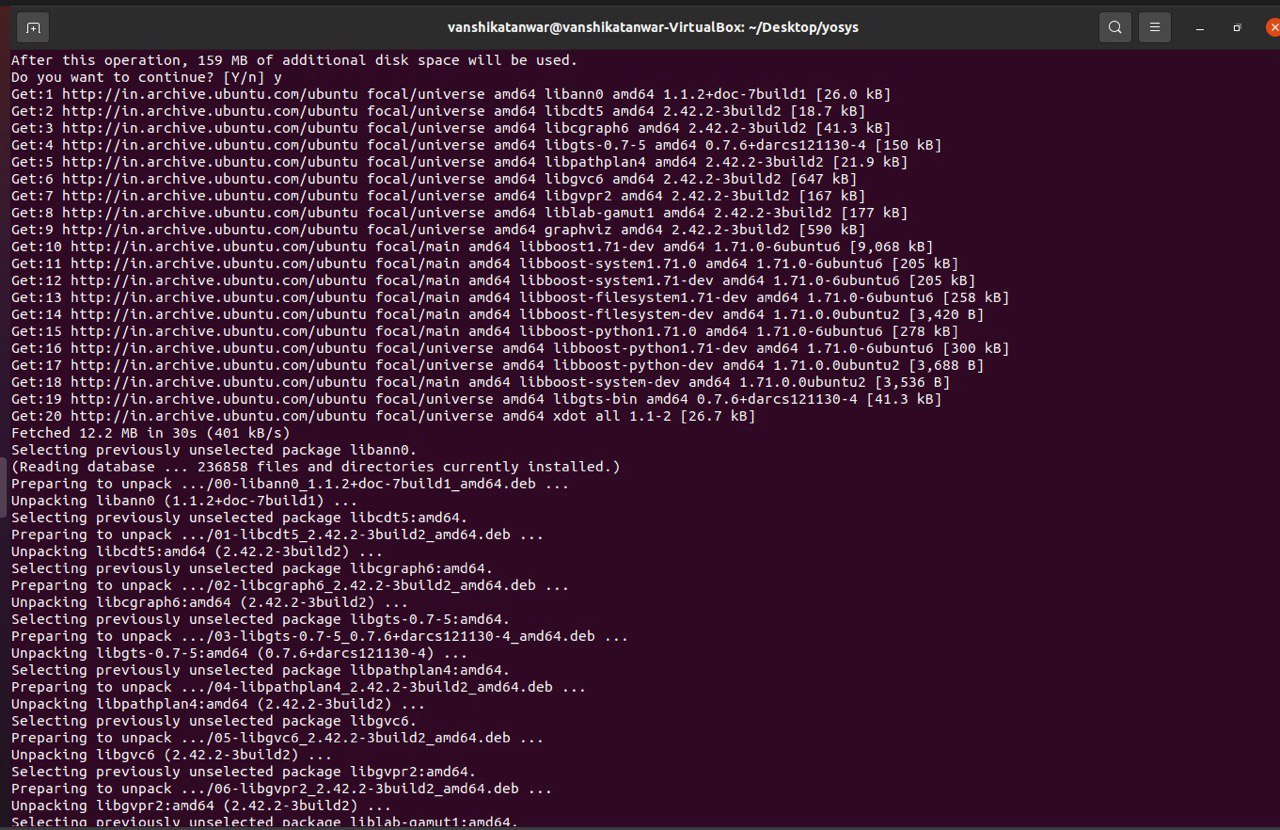 vanshikatanwar@vanshikatanwar-VirtualBox: ~/Desktop/yosys
After this operation, 159 MB of additional disk space will be used.
Do you want to continue? [Y/n] y
Get:1 http://in.archive.ubuntu.com/ubuntu focal/universe amd64 libann0 amd64 1.1.2+doc-7build1 [26.0 kB]
Get:2 http://in.archive.ubuntu.com/ubuntu focal/universe amd64 libcdt5 amd64 2.42.2-3build2 [18.7 kB]
Get:3 http://in.archive.ubuntu.com/ubuntu focal/universe amd64 libcgraph6 amd64 2.42.2-3build2 [41.3 kB]
Get:4 http://in.archive.ubuntu.com/ubuntu focal/universe amd64 libgts-0.7-5 amd64 0.7.6+darcs121130-4 [150 kB]
Get:5 http://in.archive.ubuntu.com/ubuntu focal/universe amd64 libpathplan4 amd64 2.42.2-3build2 [21.9 kB]
Get:6 http://in.archive.ubuntu.com/ubuntu focal/universe amd64 libgvc6 amd64 2.42.2-3build2 [647 kB]
Get:7 http://in.archive.ubuntu.com/ubuntu focal/universe amd64 libgvpr2 amd64 2.42.2-3build2 [167 kB]
Get:8 http://in.archive.ubuntu.com/ubuntu focal/universe amd64 liblab-gamut1 amd64 2.42.2-3build2 [177 kB]
Get:9 http://in.archive.ubuntu.com/ubuntu focal/universe amd64 graphviz amd64 2.42.2-3build2 [590 kB]
Get:10 http://in.archive.ubuntu.com/ubuntu focal/main amd64 libboost1.71-dev amd64 1.71.0-6ubuntu6 [9,068 kB]
Get:11 http://in.archive.ubuntu.com/ubuntu focal/main amd64 libboost-system1.71.0 amd64 1.71.0-6ubuntu6 [205 kB]
Get:12 http://in.archive.ubuntu.com/ubuntu focal/main amd64 libboost-system1.71-dev amd64 1.71.0-6ubuntu6 [205 kB]
Get:13 http://in.archive.ubuntu.com/ubuntu focal/main amd64 libboost-filesystem1.71-dev amd64 1.71.0-6ubuntu6 [258 kB]
Get:14 http://in.archive.ubuntu.com/ubuntu focal/main amd64 libboost-filesystem-dev amd64 1.71.0.0ubuntu2 [3,420 B]
Get:15 http://in.archive.ubuntu.com/ubuntu focal/main amd64 libboost-python1.71.0 amd64 1.71.0-6ubuntu6 [278 kB]
Get:16 http://in.archive.ubuntu.com/ubuntu focal/universe amd64 libboost-python1.71-dev amd64 1.71.0-6ubuntu6 [300 kB]
Get:17 http://in.archive.ubuntu.com/ubuntu focal/universe amd64 libboost-python-dev amd64 1.71.0.0ubuntu2 [3,688 B]
Get:18 http://in.archive.ubuntu.com/ubuntu focal/main amd64 libboost-system-dev amd64 1.71.0.0ubuntu2 [3,536 B]
Get:19 http://in.archive.ubuntu.com/ubuntu focal/universe amd64 libgts-bin amd64 0.7.6+darcs121130-4 [41.3 kB]
Get:20 http://in.archive.ubuntu.com/ubuntu focal/universe amd64 xdot all 1.1-2 [26.7 kB]
Fetched 12.2 MB in 30s (401 kB/s)
Selecting previously unselected package libann0.
(Reading database ... 236858 files and directories currently installed.)
Preparing to unpack .../00-libann0_1.1.2+doc-7build1_amd64.deb ...
Unpacking libann0 (1.1.2+doc-7build1) ...
Selecting previously unselected package libcdt5:amd64.
Preparing to unpack .../01-libcdt5_2.42.2-3build2_amd64.deb ...
Unpacking libcdt5:amd64 (2.42.2-3build2) ...
Selecting previously unselected package libcgraph6:amd64.
Preparing to unpack .../02-libcgraph6_2.42.2-3build2_amd64.deb ...
Unpacking libcgraph6:amd64 (2.42.2-3build2) ...
Selecting previously unselected package libgts-0.7-5:amd64.
Preparing to unpack .../03-libgts-0.7-5_0.7.6+darcs121130-4_amd64.deb ...
Unpacking libgts-0.7-5:amd64 (0.7.6+darcs121130-4) ...
Selecting previously unselected package libpathplan4:amd64.
Preparing to unpack .../04-libpathplan4_2.42.2-3build2_amd64.deb ...
Unpacking libpathplan4:amd64 (2.42.2-3build2) ...
Selecting previously unselected package libgvc6.
Preparing to unpack .../05-libgvc6_2.42.2-3build2_amd64.deb ...
Unpacking libgvc6 (2.42.2-3build2) ...
Selecting previously unselected package libgvpr2:amd64.
Preparing to unpack .../06-libgvpr2_2.42.2-3build2_amd64.deb ...
Unpacking libgvpr2:amd64 (2.42.2-3build2) ...
Selecting previously unselected package liblab-gamut1:amd64.